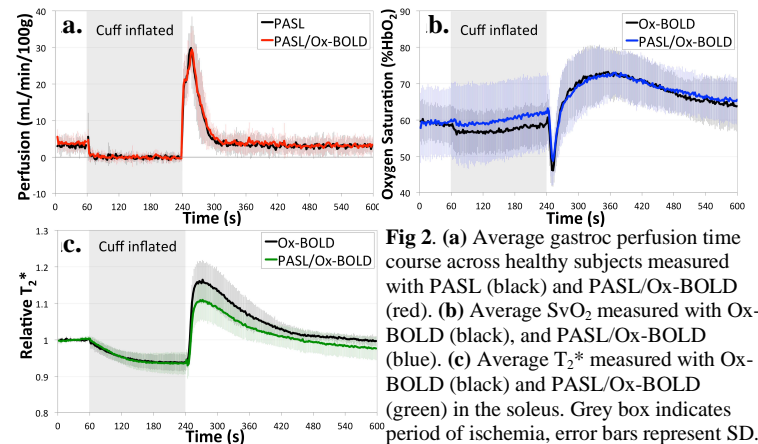 a.
Cuff inflated
PASL
PASL/Ox-BOLD
Perfusion (mL/min/100g)
40
30
20
10
0
-10
0 60 120 180 240 300 360 420 480 540 600
Time (s)
b.
Cuff inflated
Ox-BOLD
PASL/Ox-BOLD
Oxygen Saturation (%HbO2)
90
80
70
60
50
40
0 60 120 180 240 300 360 420 480 540 600
Time (s)
c.
Cuff inflated
Ox-BOLD
PASL/Ox-BOLD
Relative T2*
1.3
1.2
1.1
1
0.9
0.8
0 60 120 180 240 300 360 420 480 540 600
Time (s)
Fig 2. (a) Average gastroc perfusion time
course across healthy subjects measured
with PASL (black) and PASL/Ox-BOLD
(red). (b) Average SvO2 measured with Ox-
BOLD (black), and PASL/Ox-BOLD
(blue). (c) Average T2* measured with Ox-
BOLD (black) and PASL/Ox-BOLD
(green) in the soleus. Grey box indicates
period of ischemia, error bars represent SD.